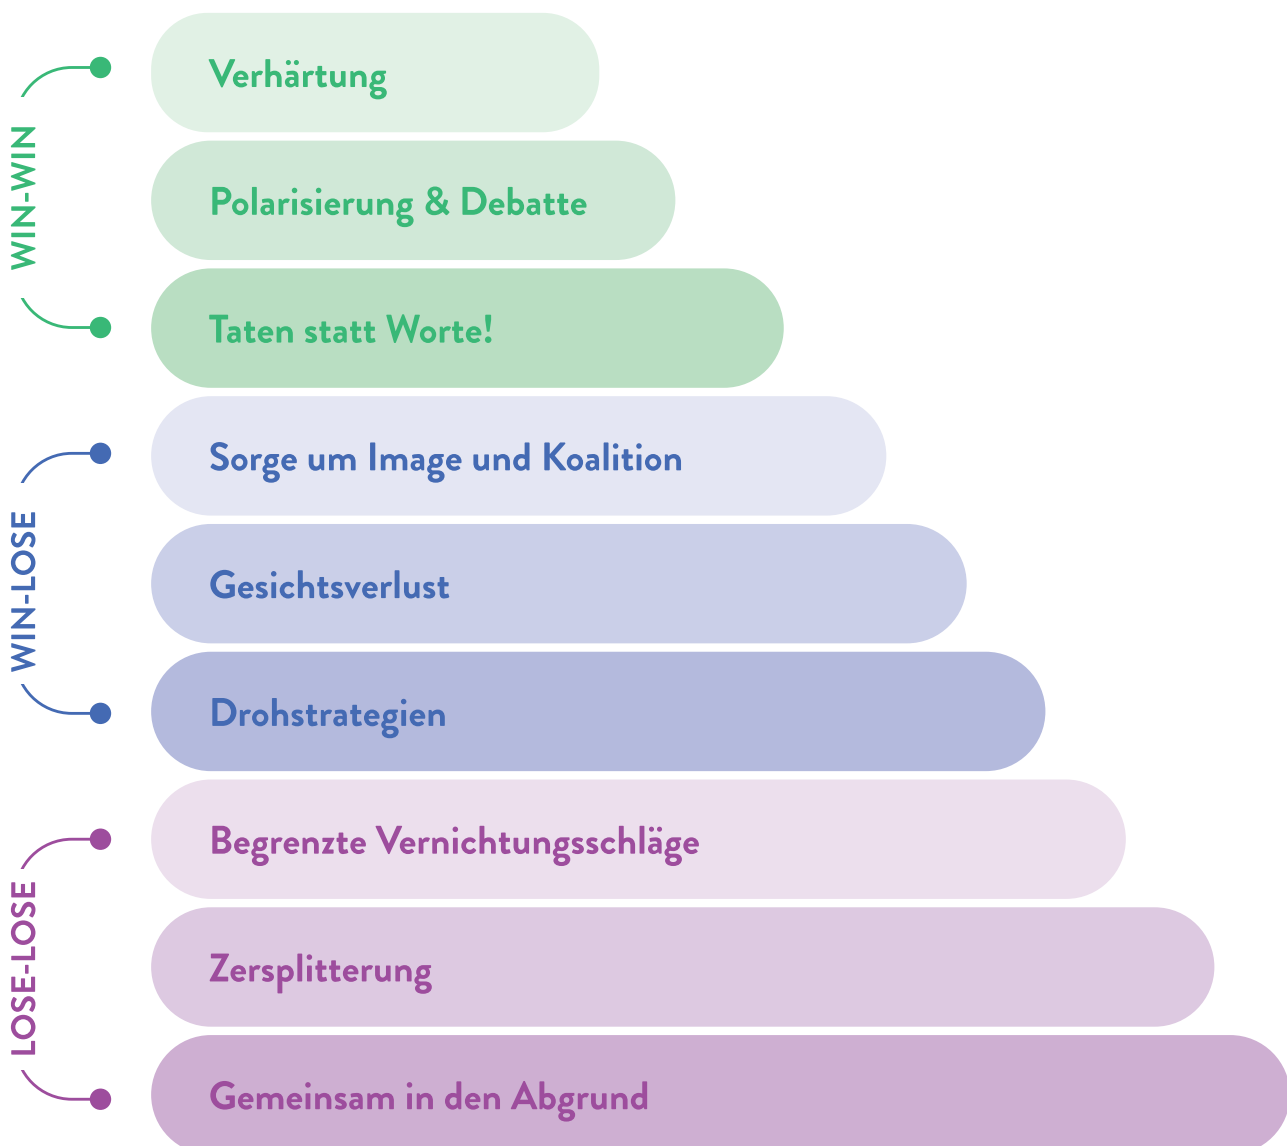 WIN-WIN
Verhärtung
Polarisierung & Debatte
Taten statt Worte!
WIN-LOSE
Sorge um Image und Koalition
Gesichtsverlust
Drohstrategien
LOSE-LOSE
Begrenzte Vernichtungsschläge
Zersplitterung
Gemeinsam in den Abgrund